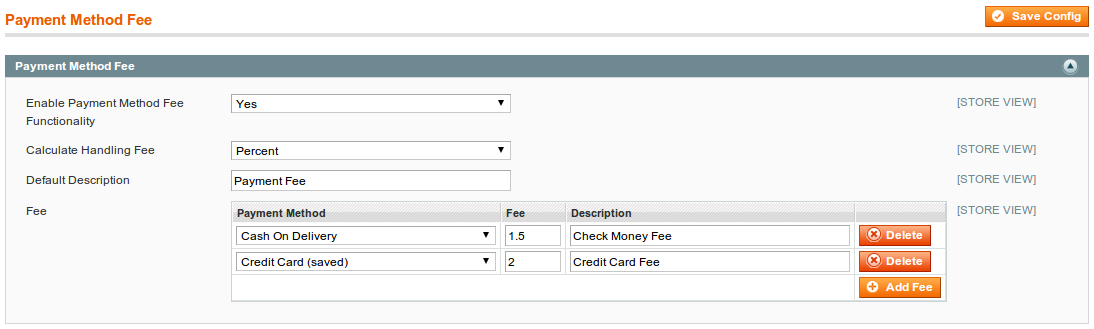 Payment Method Fee
Save Config
Payment Method Fee
Enable Payment Method Fee Yes [STORE VIEW]
Functionality
Calculate Handling Fee Percent [STORE VIEW]
Default Description Payment Fee [STORE VIEW]
Fee [STORE VIEW]
Payment Method Fee Description
Cash On Delivery 1.5 Check Money Fee Delete
Credit Card (saved) 2 Credit Card Fee Delete
Add Fee